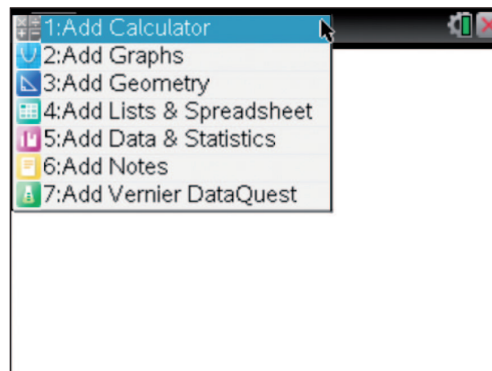 1:Add Calculator
2:Add Graphs
3:Add Geometry
4:Add Lists & Spreadsheet
5:Add Data & Statistics
6:Add Notes
7:Add Vernier DataQuest